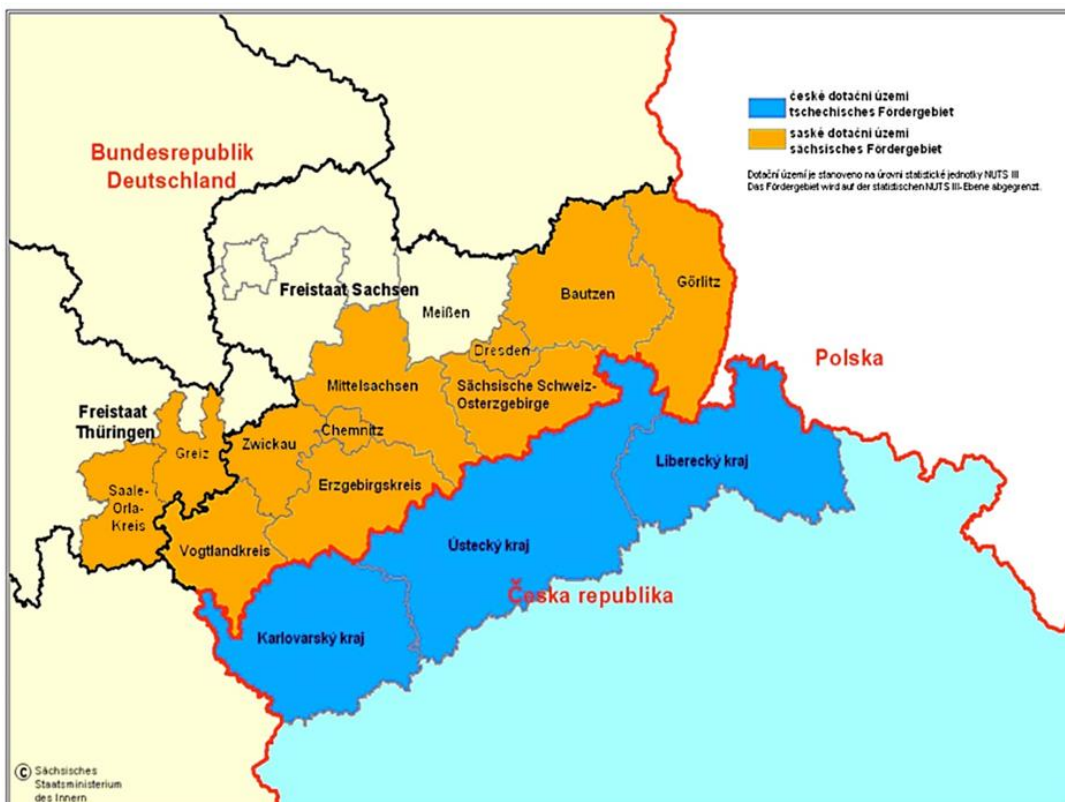 české dotační území
tschechisches Fördergebiet
saské dotační území
sächsisches Fördergebiet
Dotační území je stanoveno na úrovni statistické jednotky NUTS III
Das Fördergebiet wird auf der statistischen NUTS III-Ebene abgegrenzt.
Bundesrepublik
Deutschland
Freistaat Sachsen
Meißen
Bautzen
Görlitz
Dresden
Polska
Mittelsachsen
Sächsische Schweiz-
Osterzgebirge
Freistaat
Thüringen
Greiz
Zwickau
Chemnitz
Saale-
Orla-
Kreis
Erzgebirgskreis
Liberecký kraj
Vogtlandkreis
Ústecký kraj
Česka republika
Karlovarský kraj
© Sächsisches
Staatsministerium
des Innern